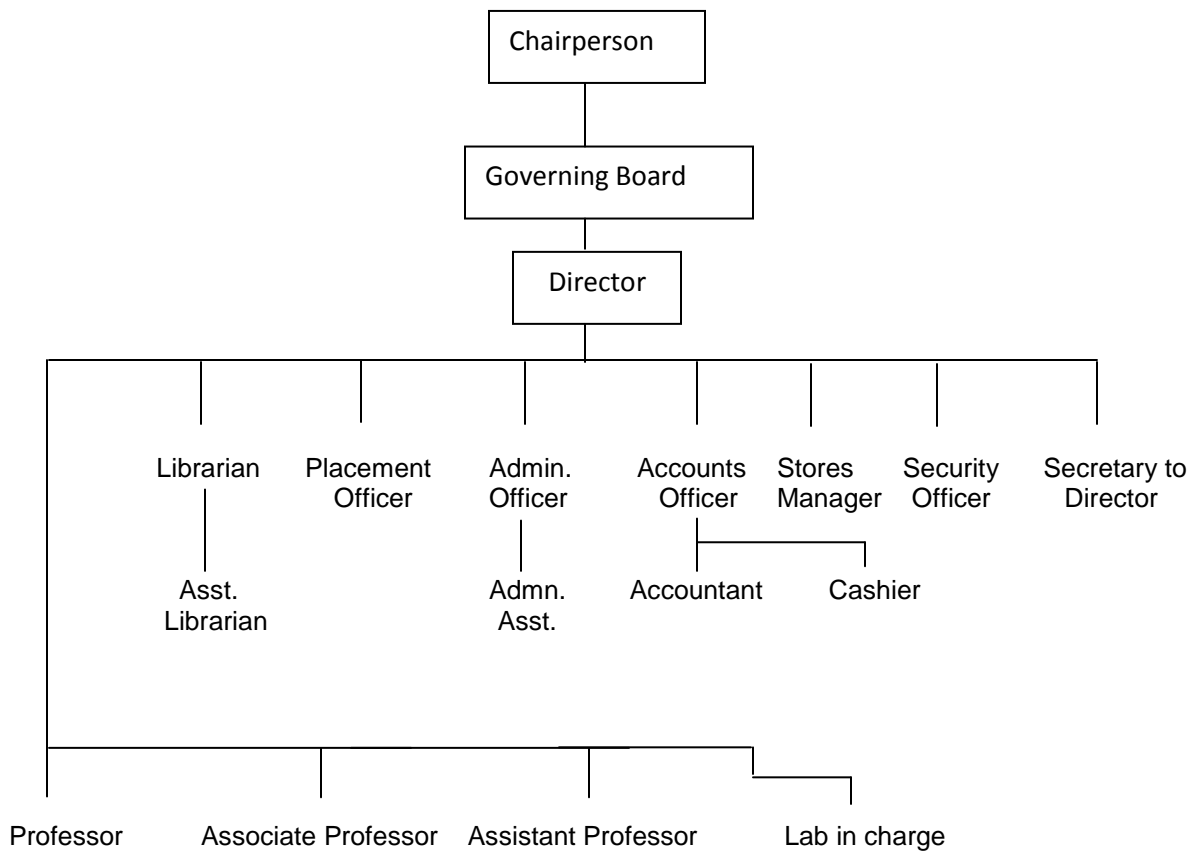 Chairperson
Governing Board
Director
Librarian
Placement
Officer
Admin.
Officer
Accounts
Officer
Stores
Manager
Security
Officer
Secretary to
Director
Asst.
Librarian
Admn.
Asst.
Accountant
Cashier
Professor
Associate Professor
Assistant Professor
Lab in charge